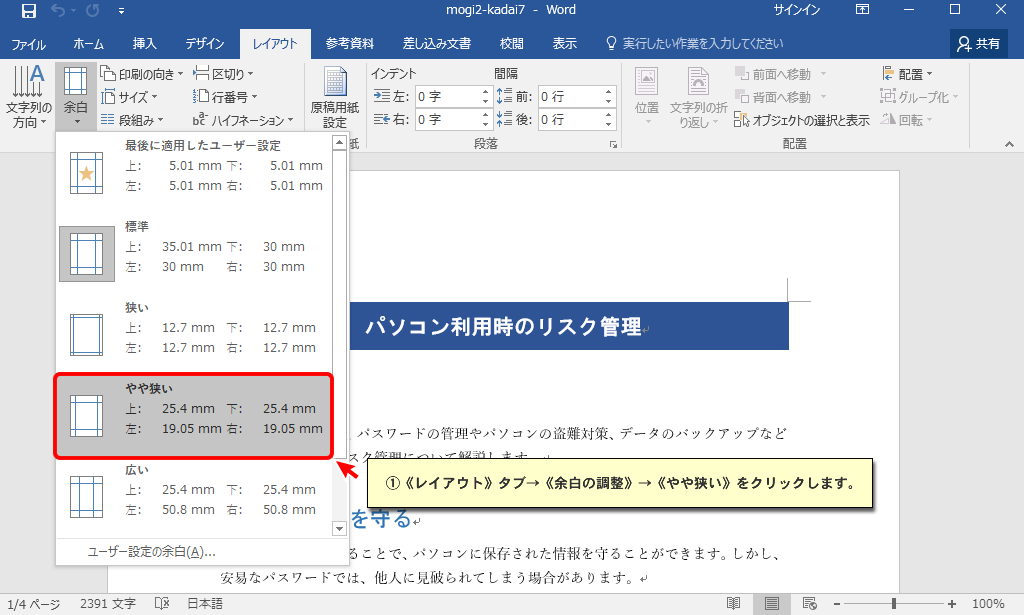 mogi2-kadai7 - Word
サインイン
ファイル ホーム 挿入 デザイン レイアウト 参考資料 差し込み文書 校閲 表示 実行したい作業を入力してください 共有
文字列の方向
余白
印刷の向き
サイズ
段組み
区切り
行番号
ハイフネーション
原稿用紙設定
インデント
左: 0 字
右: 0 字
間隔
前: 0 行
後: 0 行
段落
位置
文字列の折り返し
前面へ移動
背面へ移動
オブジェクトの選択と表示
配置
グループ化
回転
配置
紙
最後に適用したユーザー設定
上: 5.01 mm 下: 5.01 mm
左: 5.01 mm 右: 5.01 mm
標準
上: 35.01 mm 下: 30 mm
左: 30 mm 右: 30 mm
狭い
上: 12.7 mm 下: 12.7 mm
左: 12.7 mm 右: 12.7 mm
やや狭い
上: 25.4 mm 下: 25.4 mm
左: 19.05 mm 右: 19.05 mm
広い
上: 25.4 mm 下: 25.4 mm
左: 50.8 mm 右: 50.8 mm
ユーザー設定の余白(A)...
パソコン利用時のリスク管理
、パスワードの管理やパソコンの盗難対策、データのバックアップなど
スク管理について解説します。
①《レイアウト》タブ→《余白の調整》→《やや狭い》をクリックします。
を守る
ることで、パソコンに保存された情報を守ることができます。しかし、
安易なパスワードでは、他人に見破られてしまう場合があります。
1/4 ページ 2391 文字 日本語 100%